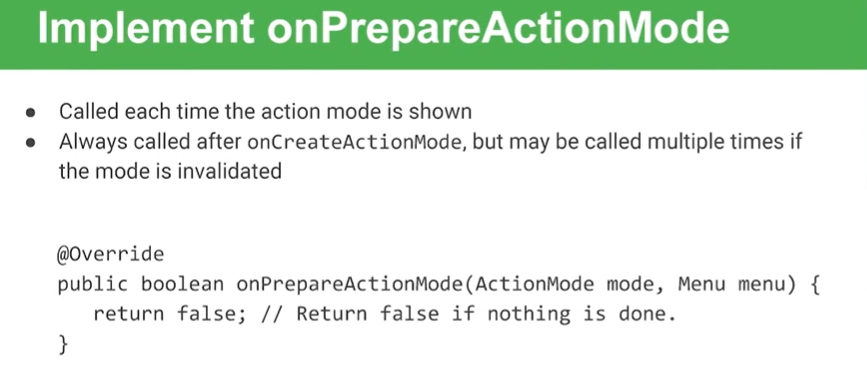 Implement onPrepareActionMode
● Called each time the action mode is shown
● Always called after onCreateActionMode, but may be called multiple times if
the mode is invalidated
@Override
public boolean onPrepareActionMode(ActionMode mode, Menu menu) {
return false; // Return false if nothing is done.
}